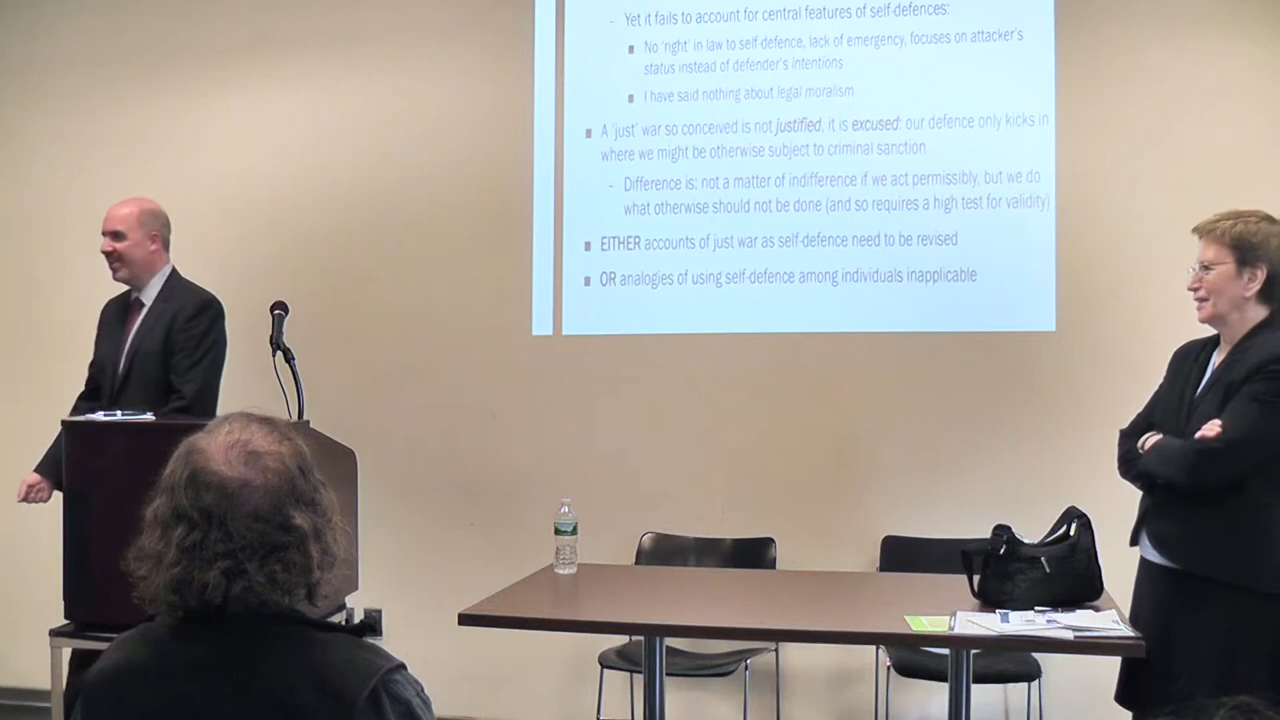 - Yet it fails to account for central features of self-defences:
■ No 'right' in law to self-defence, lack of emergency, focuses on attacker's
status instead of defender's intentions
■ I have said nothing about legal moralism
■ A 'just' war so conceived is not justified, it is excused: our defence only kicks in
where we might be otherwise subject to criminal sanction
- Difference is: not a matter of indifference if we act permissibly, but we do
what otherwise should not be done (and so requires a high test for validity)
■ EITHER accounts of just war as self-defence need to be revised
■ OR analogies of using self-defence among individuals inapplicable